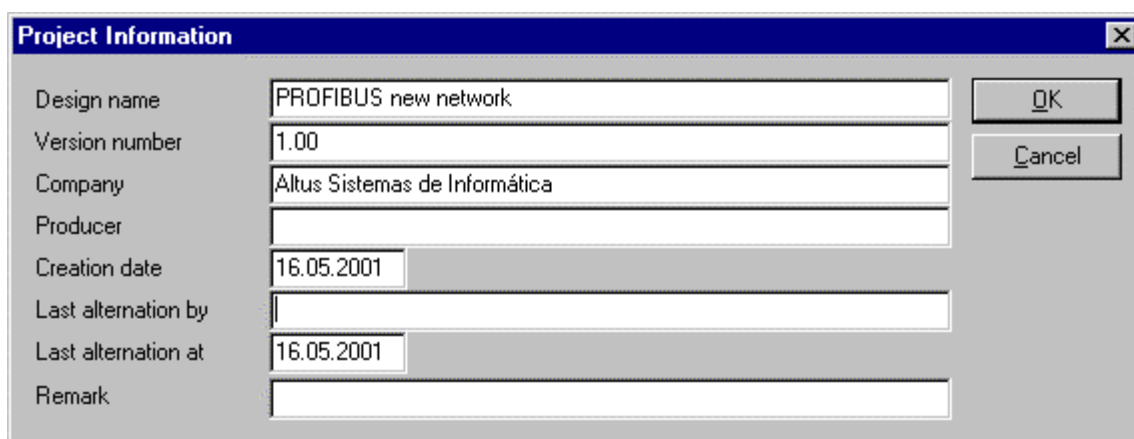 Project Information
Design name PROFIBUS new network OK
Version number 1.00
Cancel
Company Altus Sistemas de Informática
Producer
Creation date 16.05.2001
Last alternation by
Last alternation at 16.05.2001
Remark